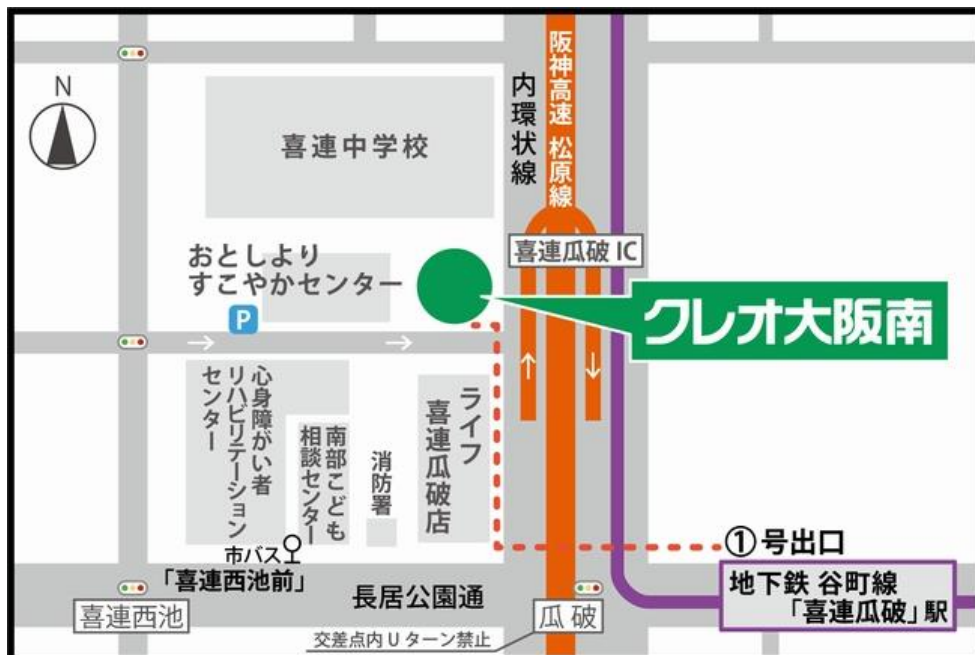 N
喜連中学校
内環状線
阪神高速 松原線
喜連瓜破 IC
おとしより
すこやかセンター
P
クレオ大阪南
心身障がい者
リハビリテーション
センター
南部こども
相談センター
消防署
ライフ
喜連瓜破店
①号出口
地下鉄 谷町線
「喜連瓜破」駅
市バス
「喜連西池前」
長居公園通
喜連西池
瓜破
交差点内Uターン禁止